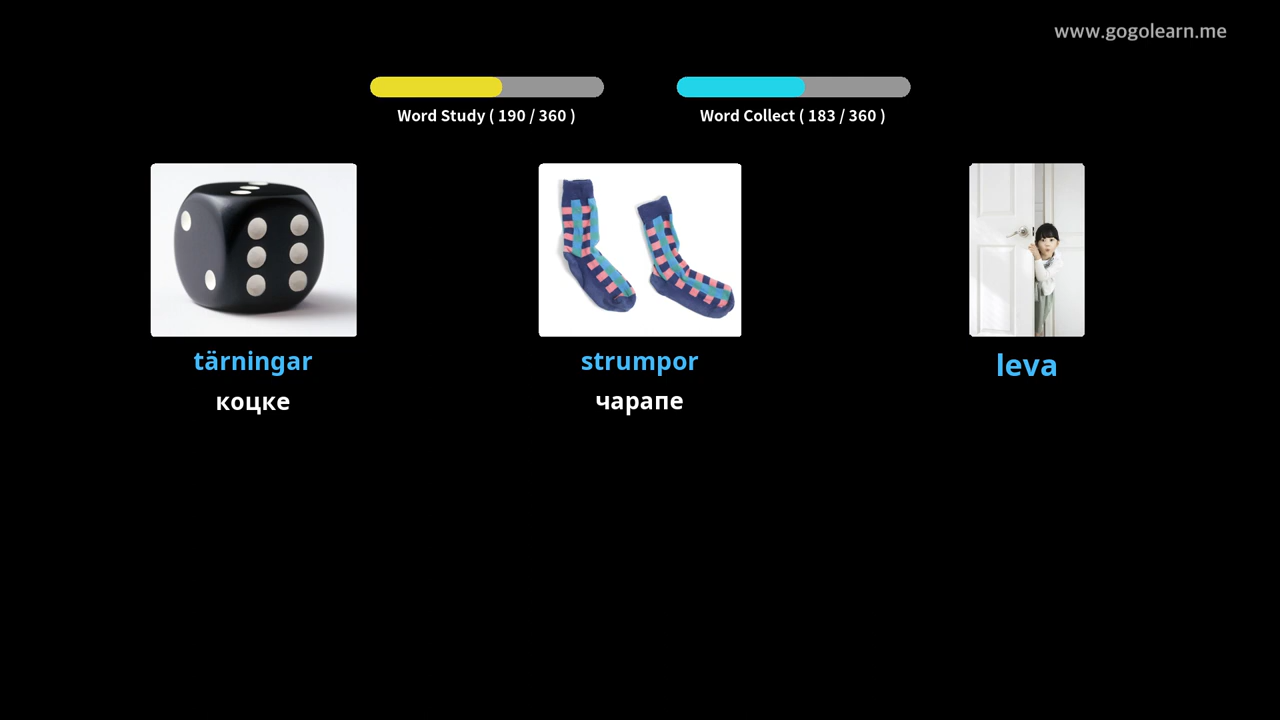 www.gogolearn.me
Word Study ( 190 / 360 )
Word Collect ( 183 / 360 )
tärningar
коцке
strumpor
чарапе
leva